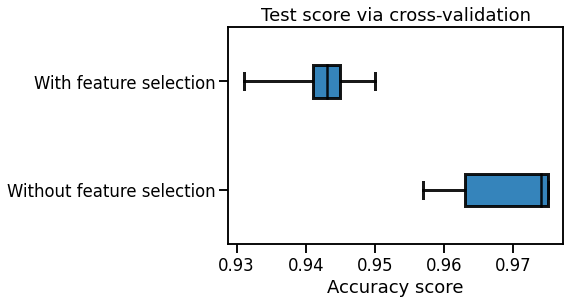 Test score via cross-validation
With feature selection
Without feature selection
0.93 0.94 0.95 0.96 0.97
Accuracy score